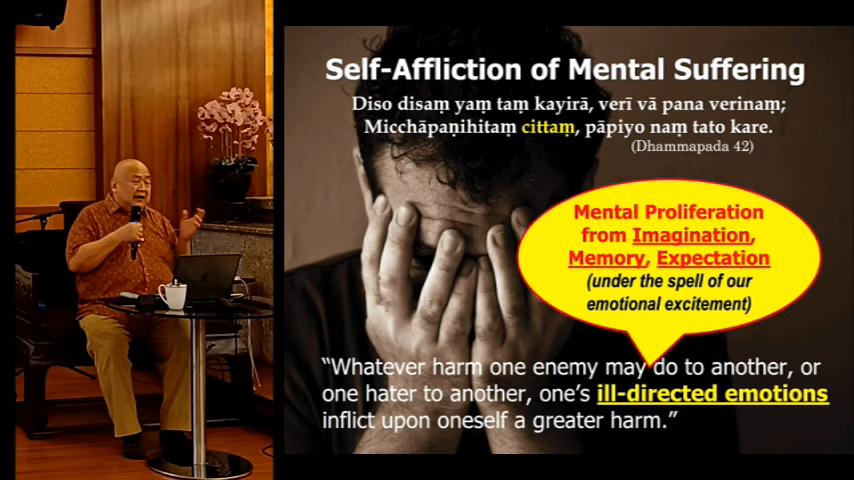 Self-Affliction of Mental Suffering
Diso disaṃ yaṃ taṃ kayirā, verī vā pana verinaṃ;
Micchāpaṇihitaṃ cittaṃ, pāpiyo naṃ tato kare.
(Dhammapada 42)
Mental Proliferation
from Imagination,
Memory, Expectation
(under the spell of our
emotional excitement)
“Whatever harm one enemy may do to another, or
one hater to another, one’s ill-directed emotions
inflict upon oneself a greater harm.”